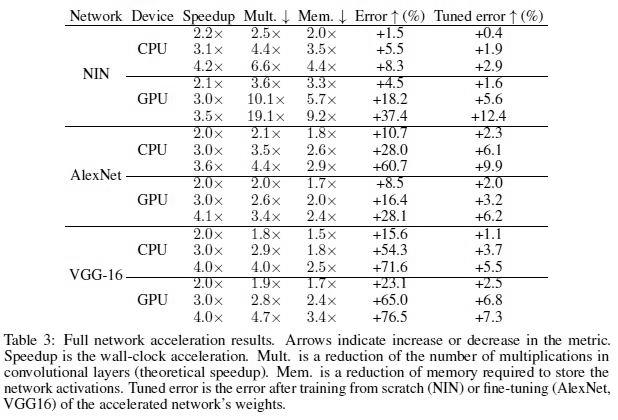 Network Device Speedup Mult. ↓ Mem. ↓ Error ↑ (%) Tuned error ↑ (%)
2.2× 2.5× 2.0× +1.5 +0.4
CPU 3.1× 4.4× 3.5× +5.5 +1.9
4.2× 6.6× 4.4× +8.3 +2.9
NIN
2.1× 3.6× 3.3× +4.5 +1.6
GPU 3.0× 10.1× 5.7× +18.2 +5.6
3.5× 19.1× 9.2× +37.4 +12.4
2.0× 2.1× 1.8× +10.7 +2.3
CPU 3.0× 3.5× 2.6× +28.0 +6.1
3.6× 4.4× 2.9× +60.7 +9.9
AlexNet
2.0× 2.0× 1.7× +8.5 +2.0
GPU 3.0× 2.6× 2.0× +16.4 +3.2
4.1× 3.4× 2.4× +28.1 +6.2
2.0× 1.8× 1.5× +15.6 +1.1
CPU 3.0× 2.9× 1.8× +54.3 +3.7
4.0× 4.0× 2.5× +71.6 +5.5
VGG-16
2.0× 1.9× 1.7× +23.1 +2.5
GPU 3.0× 2.8× 2.4× +65.0 +6.8
4.0× 4.7× 3.4× +76.5 +7.3
Table 3: Full network acceleration results. Arrows indicate increase or decrease in the metric.
Speedup is the wall-clock acceleration. Mult. is a reduction of the number of multiplications in
convolutional layers (theoretical speedup). Mem. is a reduction of memory required to store the
network activations. Tuned error is the error after training from scratch (NIN) or fine-tuning (AlexNet,
VGG16) of the accelerated network's weights.